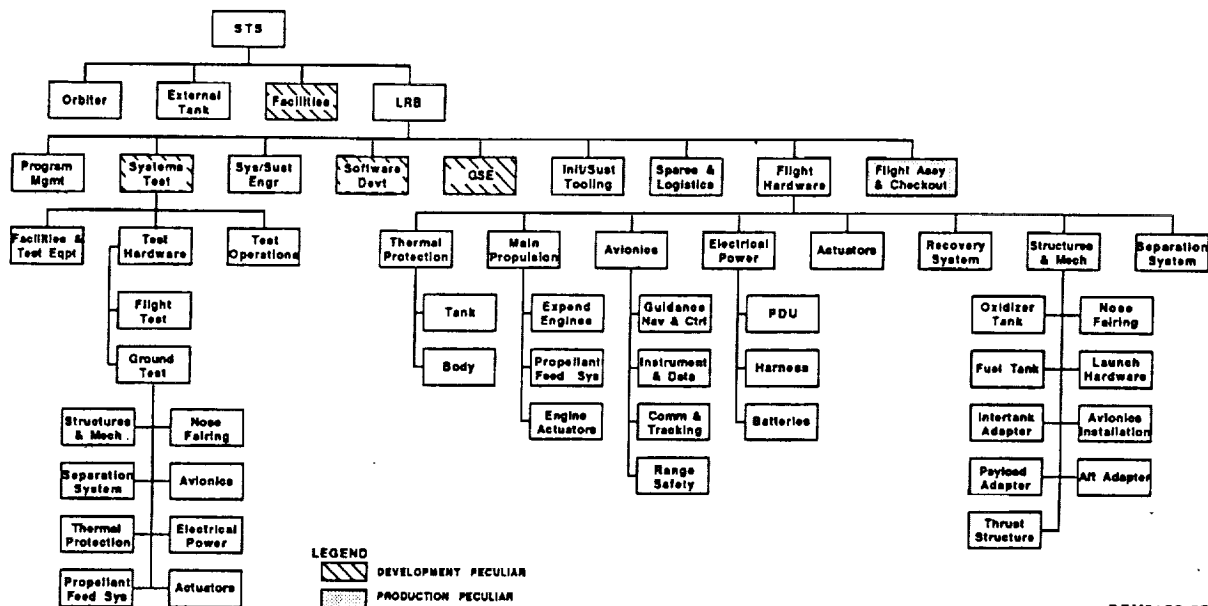 STS
Orbiter
External
Tank
Facilities
LRB
Program
Mgmt
Systems
Test
Sys/Sust
Engr
Software
Devt
GSE
Init/Sust
Tooling
Spares &
Logistics
Flight
Hardware
Flight Assy
& Checkout
Facilities &
Test Eqpt
Test
Hardware
Test
Operations
Thermal
Protection
Main
Propulsion
Avionics
Electrical
Power
Actuators
Recovery
System
Structures
& Mech
Separation
System
Flight
Test
Ground
Test
Tank
Body
Expend
Engines
Propellant
Feed Sys
Engine
Actuators
Guidance
Nav & Ctrl
Instrument
& Data
Comm &
Tracking
Range
Safety
PDU
Harness
Batteries
Oxidizer
Tank
Nose
Fairing
Fuel Tank
Launch
Hardware
Intertank
Adapter
Avionics
Installation
Payload
Adapter
Aft Adapter
Thrust
Structure
Structures
& Mech.
Nose
Fairing
Separation
System
Avionics
Thermal
Protection
Electrical
Power
Propellant
Feed Sys
Actuators
LEGEND
DEVELOPMENT PECULIAR
PRODUCTION PECULIAR